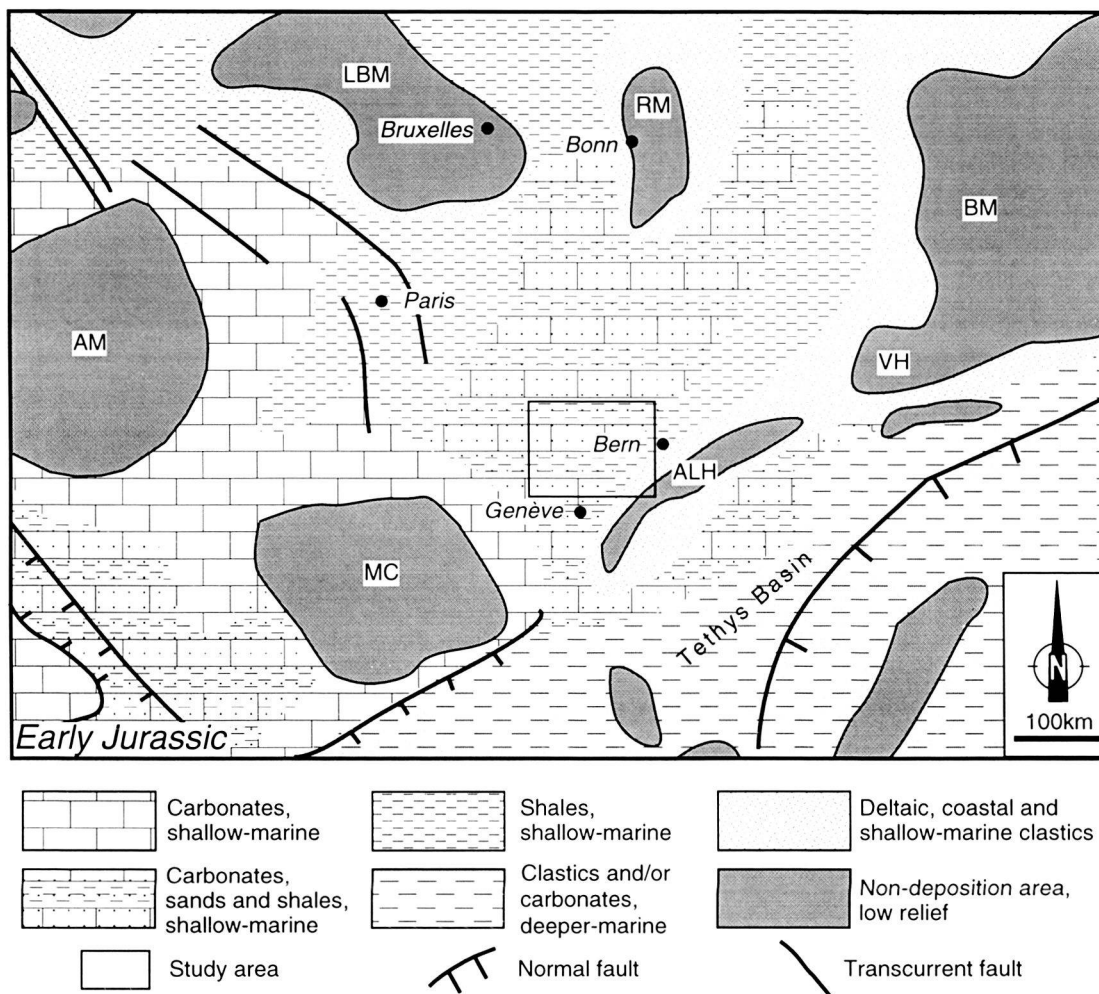 LBM
Bruxelles
RM
Bonn
BM
AM
Paris
VH
Bern
ALH
Genève
MC
Tethys Basin
N
100km
Early Jurassic
Carbonates,
shallow-marine
Shales,
shallow-marine
Deltaic, coastal and
shallow-marine clastics
Carbonates,
sands and shales,
shallow-marine
Clastics and/or
carbonates,
deeper-marine
Non-deposition area,
low relief
Study area
Normal fault
Transcurrent fault